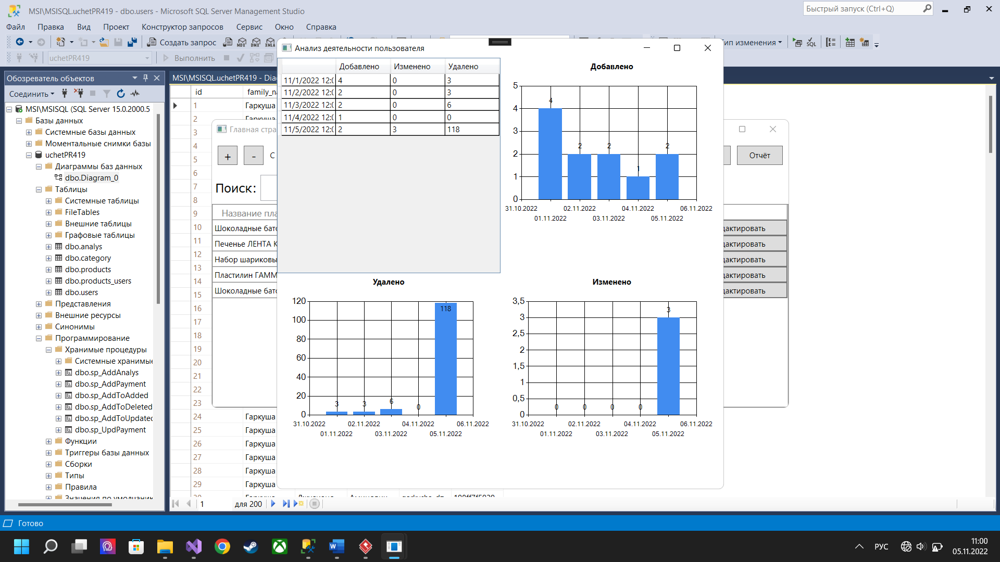 MSI\MSISQL.uchetPR419 - dbo.users - Microsoft SQL Server Management Studio
Быстрый запуск (Ctrl+Q)
Файл Правка Вид Проект Конструктор запросов Сервис Окно Справка
Создать запрос
MDX DMX XMLA
ип изменения
SQL
uchetPR419
Выполнить
Обозреватель объектов
Соединить
MSI\MSISQL (SQL Server 15.0.2000.5
Базы данных
Системные базы данных
Моментальные снимки базы
uchetPR419
Диаграммы баз данных
dbo.Diagram_0
Таблицы
Системные таблицы
FileTables
Внешние таблицы
Графовые таблицы
dbo.analys
dbo.category
dbo.products
dbo.products_users
dbo.users
Представления
Внешние ресурсы
Синонимы
Программирование
Хранимые процедуры
Системные хранимые
dbo.sp_AddAnalys
dbo.sp_AddPayment
dbo.sp_AddToAdded
dbo.sp_AddToDeleted
dbo.sp_AddToUpdated
dbo.sp_UpdPayment
Функции
Триггеры базы данных
Сборки
Типы
Правила
Значения по умолчани
MSI\MSISQL.uchetPR419 - Dia
id family_n
1 Гаркуша
2 Гаркуша
3
4
5
6
7
8
9
10
11
12
13
14
15
16
17
18
19
20
21
22
23
24 Гаркуша
25 Гаркуша
26 Гаркуша
27 Гаркуша
28 Гаркуша
29 Гаркуша
1 для 200
Главная стра
+ - С
Отчёт
Поиск:
Название пла
Шоколадные бато
Печенье ЛЕНТА К
Набор шариковы
Пластилин ГАММ
Шоколадные бато
дактировать
дактировать
дактировать
дактировать
дактировать
Анализ деятельности пользователя
Добавлено Изменено Удалено
11/1/2022 12:0 4 0 3
11/2/2022 12:0 2 0 3
11/3/2022 12:0 2 0 6
11/4/2022 12:0 1 0 0
11/5/2022 12:0 2 3 118
Добавлено
5
4
3
2
1
0
4 2 2 1 2
31.10.2022 02.11.2022 04.11.2022 06.11.2022
01.11.2022 03.11.2022 05.11.2022
Удалено
120
100
80
60
40
20
0
3 3 6 0 118
31.10.2022 02.11.2022 04.11.2022 06.11.2022
01.11.2022 03.11.2022 05.11.2022
Изменено
3,5
3
2,5
2
1,5
1
0,5
0
0 0 0 0 3
31.10.2022 02.11.2022 04.11.2022 06.11.2022
01.11.2022 03.11.2022 05.11.2022
Готово
РУС
11:00
05.11.2022